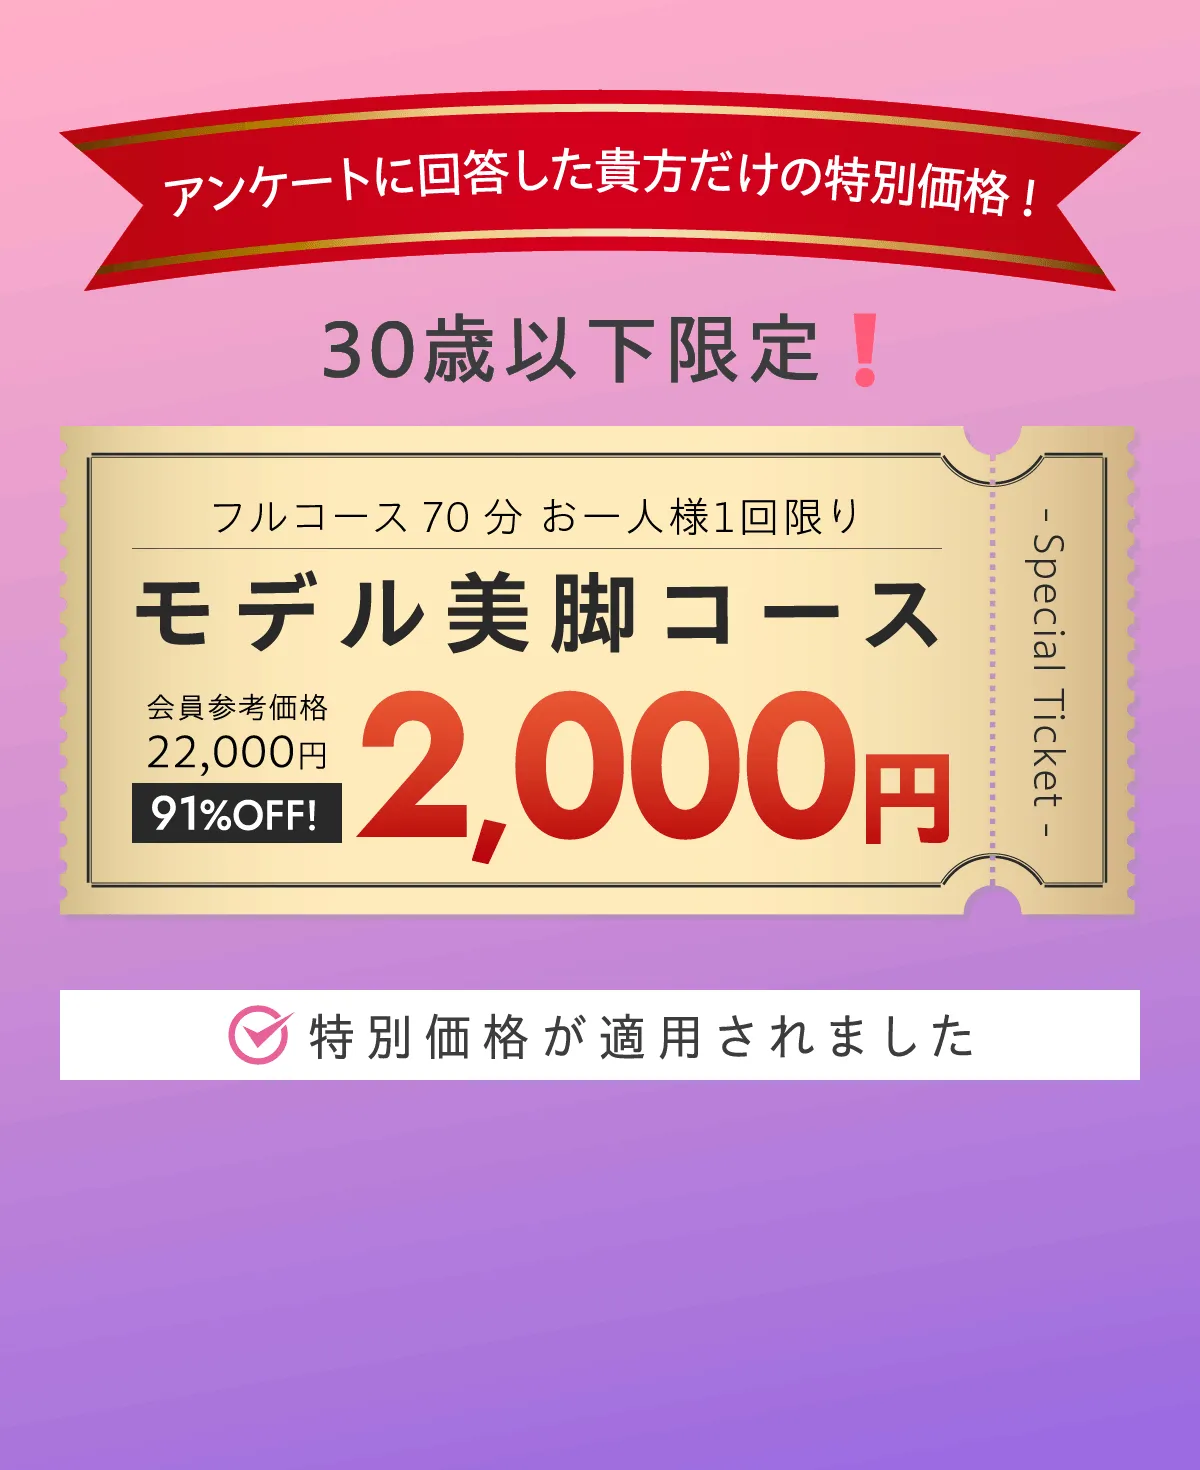 アンケートに回答した貴方だけの特別価格！
30歳以下限定❗
フルコース 70 分 お一人様1回限り
モデル美脚コース
会員参考価格
22,000円
91%OFF!
2,000円
- Special Ticket -
特別価格が適用されました